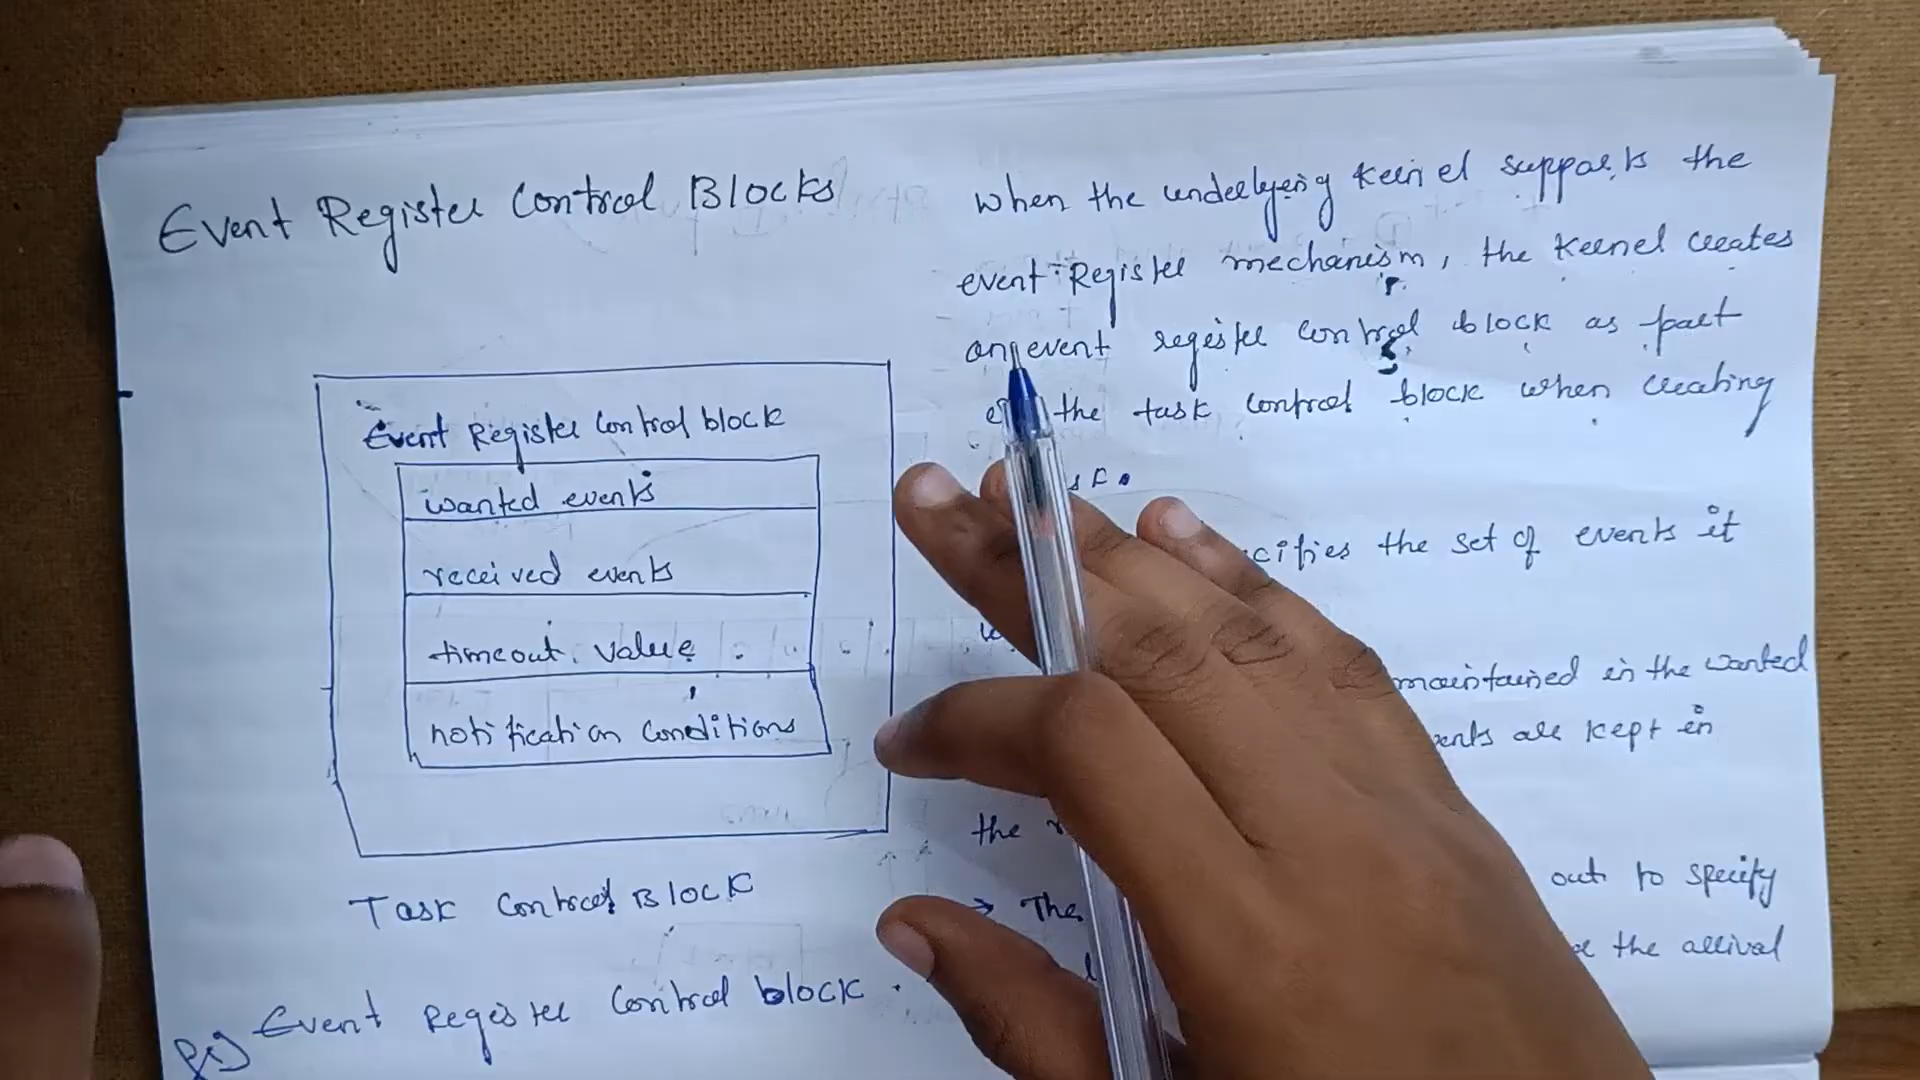 Event Register Control Blocks
Event Register Control block
wanted events
received events
timeout value
notification conditions
Task Control Block
Event Register Control block.
when the underlying kernel supports the
event Register mechanism, the kernel creates
an event register control block as part
the task control block when creating
the set of events it
maintained in the wanted
are kept in
the
→ The
out to specify
the arrival